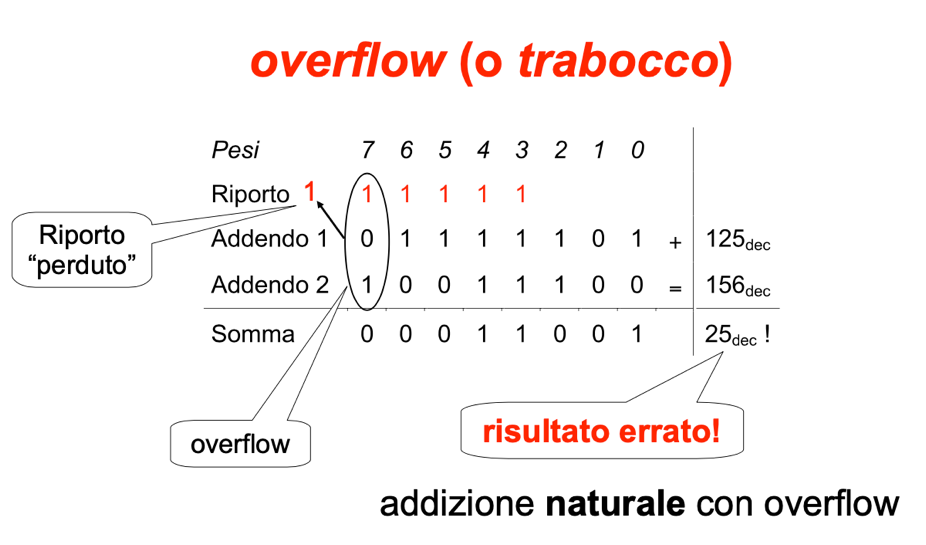 overflow (o trabocco)
Pesi 7 6 5 4 3 2 1 0
Riporto 1 1 1 1 1 1
Riporto
“perduto”
Addendo 1 0 1 1 1 1 1 0 1 + 125dec
Addendo 2 1 0 0 1 1 1 0 0 = 156dec
Somma 0 0 0 1 1 0 0 1 25dec !
overflow
risultato errato!
addizione naturale con overflow